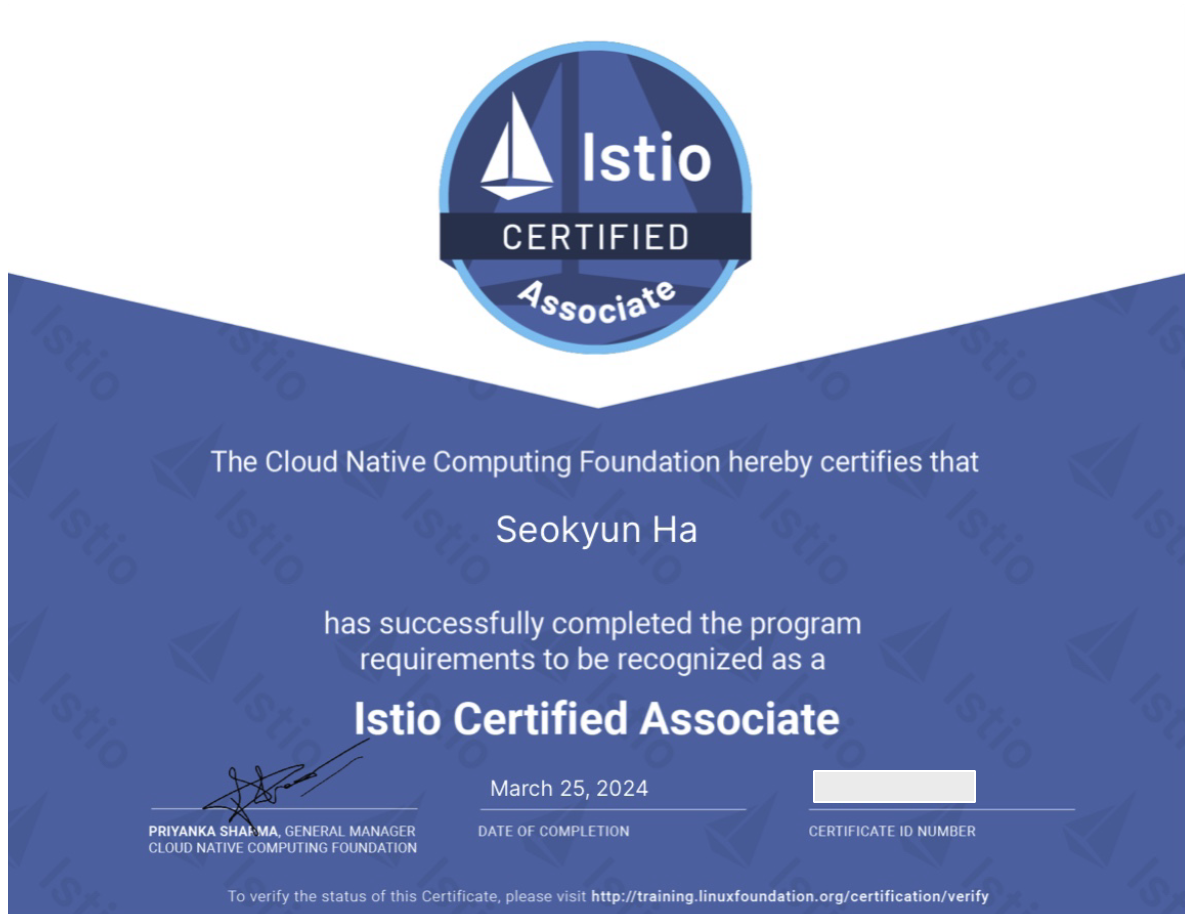 Istio
CERTIFIED
Associate
The Cloud Native Computing Foundation hereby certifies that
Seokyun Ha
has successfully completed the program
requirements to be recognized as a
Istio Certified Associate
March 25, 2024
PRIYANKA SHARMA, GENERAL MANAGER
CLOUD NATIVE COMPUTING FOUNDATION
DATE OF COMPLETION
CERTIFICATE ID NUMBER
To verify the status of this Certificate, please visit http://training.linuxfoundation.org/certification/verify